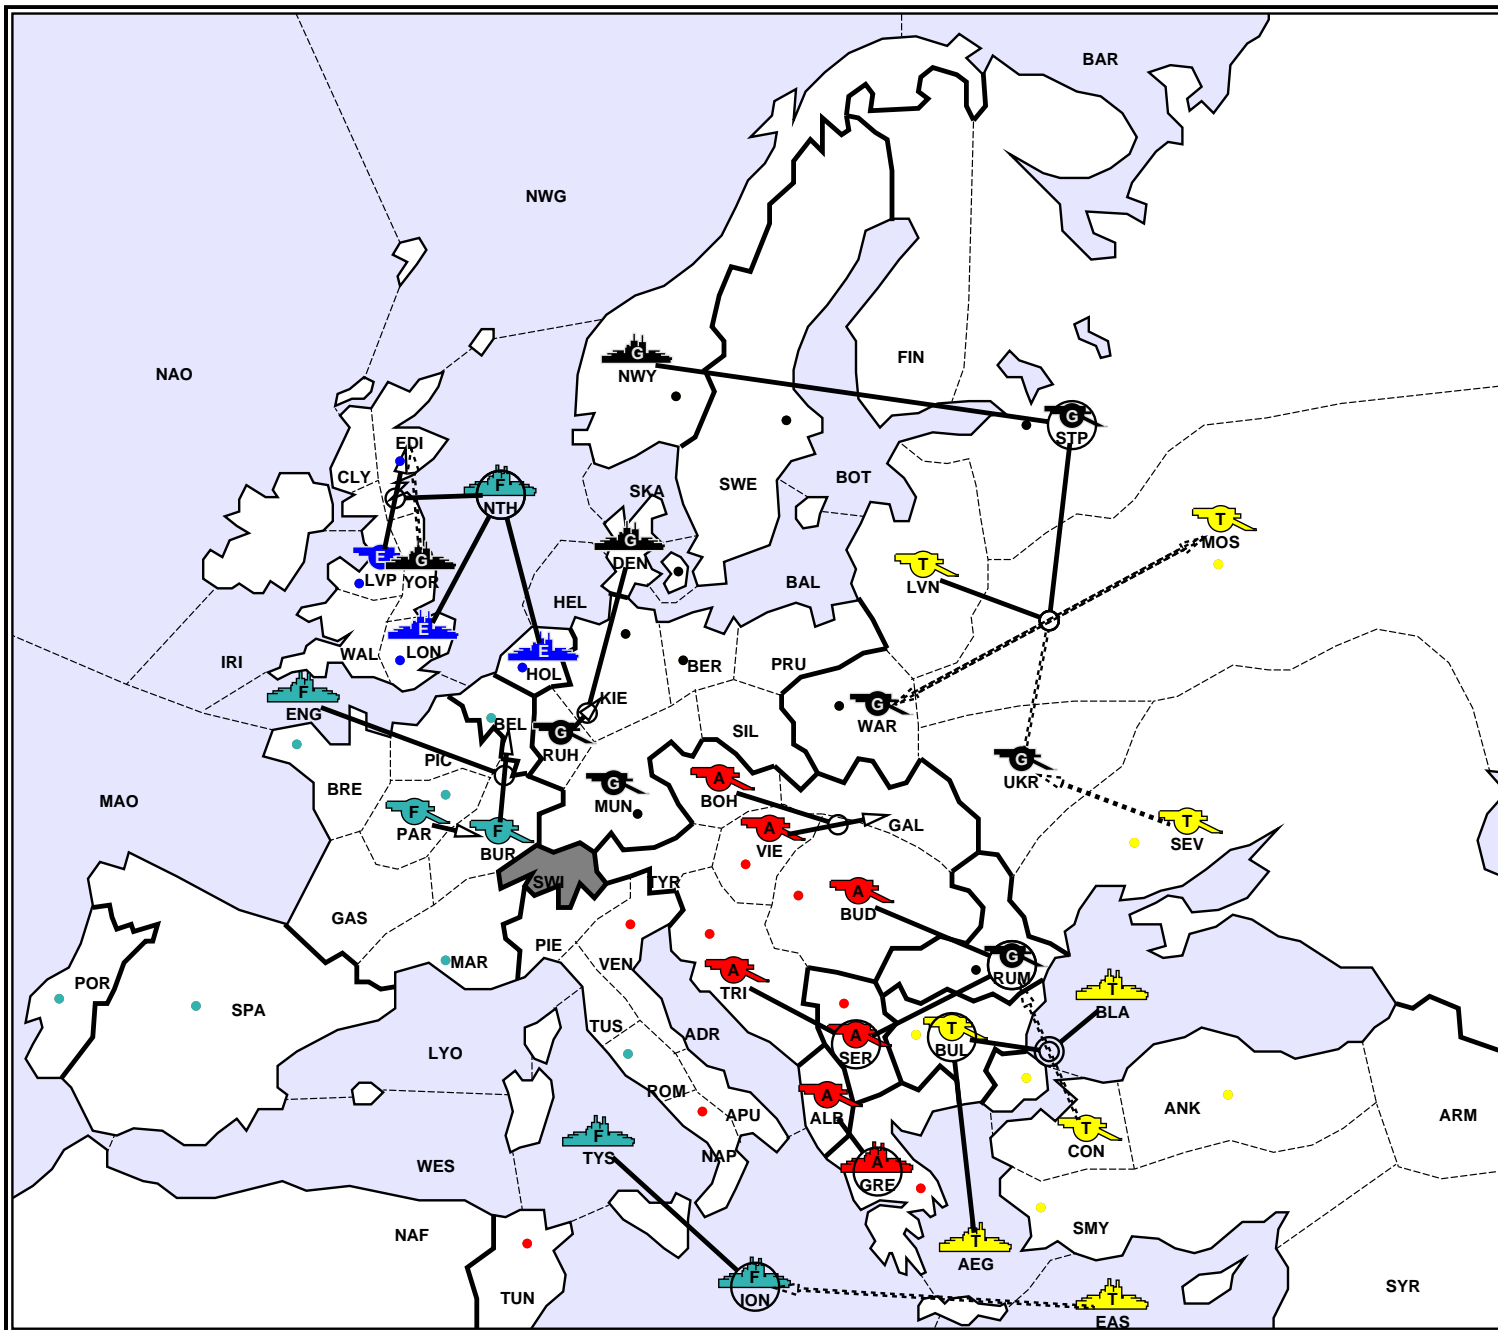 BAR
NWG
NAO
G
NWY
FIN
G
STP
EDI
CLY
F
NTH
SKA
SWE
BOT
T
MOS
G
DEN
E
LVP
G
YOR
T
LVN
BAL
HEL
E
LON
WAL
IRI
E
HOL
BER
PRU
F
ENG
KIE
G
WAR
BEL
G
RUH
SIL
PIC
G
UKR
A
BOH
G
MUN
BRE
MAO
F
PAR
F
BUR
A
VIE
GAL
T
SEV
SWI
TYR
A
BUD
GAS
PIE
VEN
MAR
G
RUM
A
TRI
POR
SPA
T
BLA
TUS
ADR
LYO
A
SER
T
BUL
ROM
APU
A
ALB
ANK
ARM
T
CON
F
TYS
NAP
WES
A
GRE
SMY
NAF
T
AEG
F
ION
SYR
TUN
T
EAS